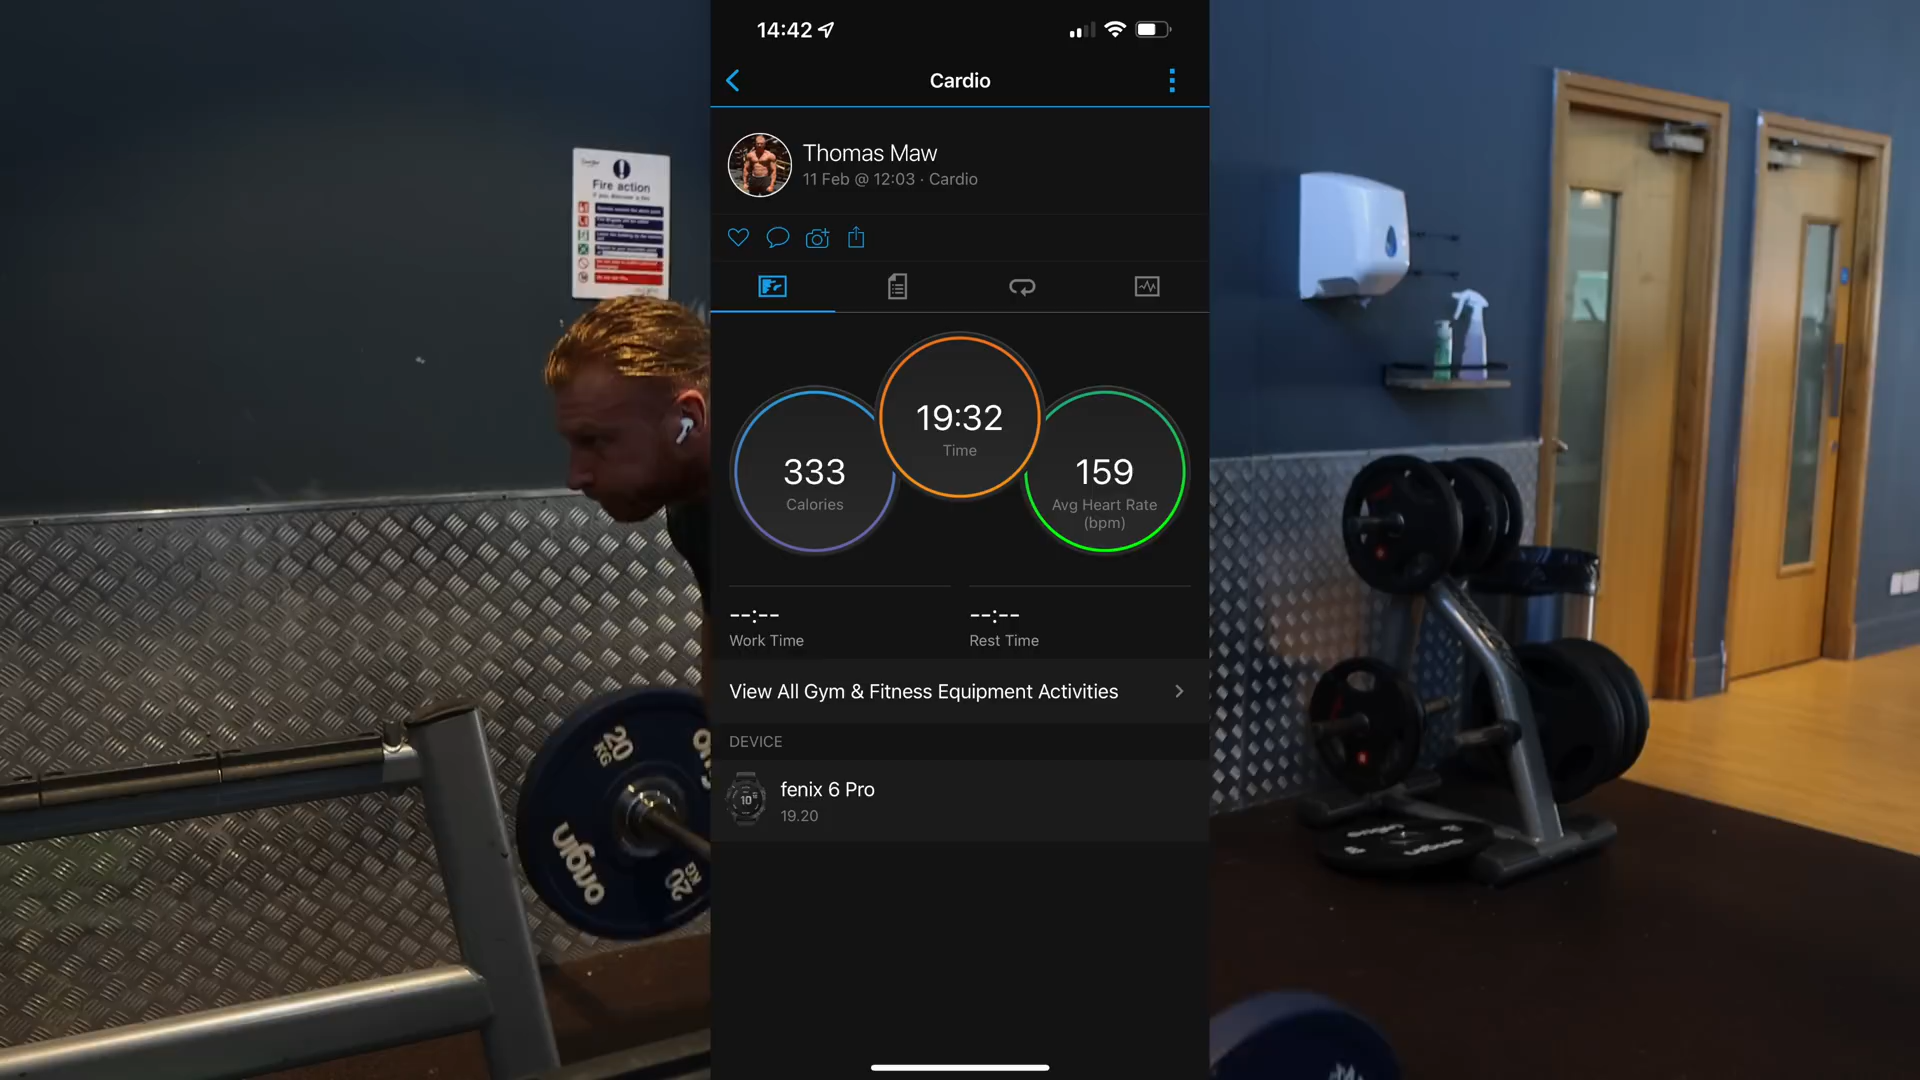 14:42
Cardio
Thomas Maw
11 Feb @ 12:03 · Cardio
19:32
Time
333
Calories
159
Avg Heart Rate
(bpm)
--:--
Work Time
--:--
Rest Time
View All Gym & Fitness Equipment Activities
DEVICE
10
fenix 6 Pro
19.20
Fire action
20
KG
origin
20
KG